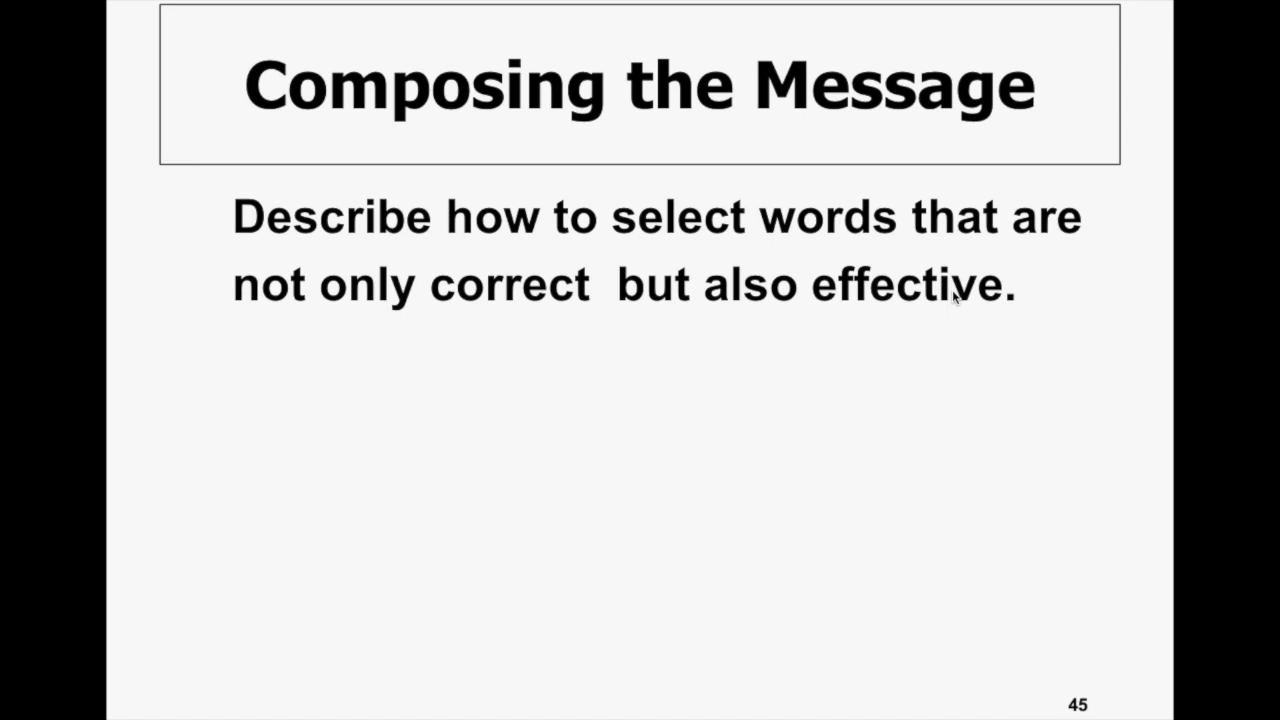 Composing the Message
Describe how to select words that are
not only correct  but also effective.
45